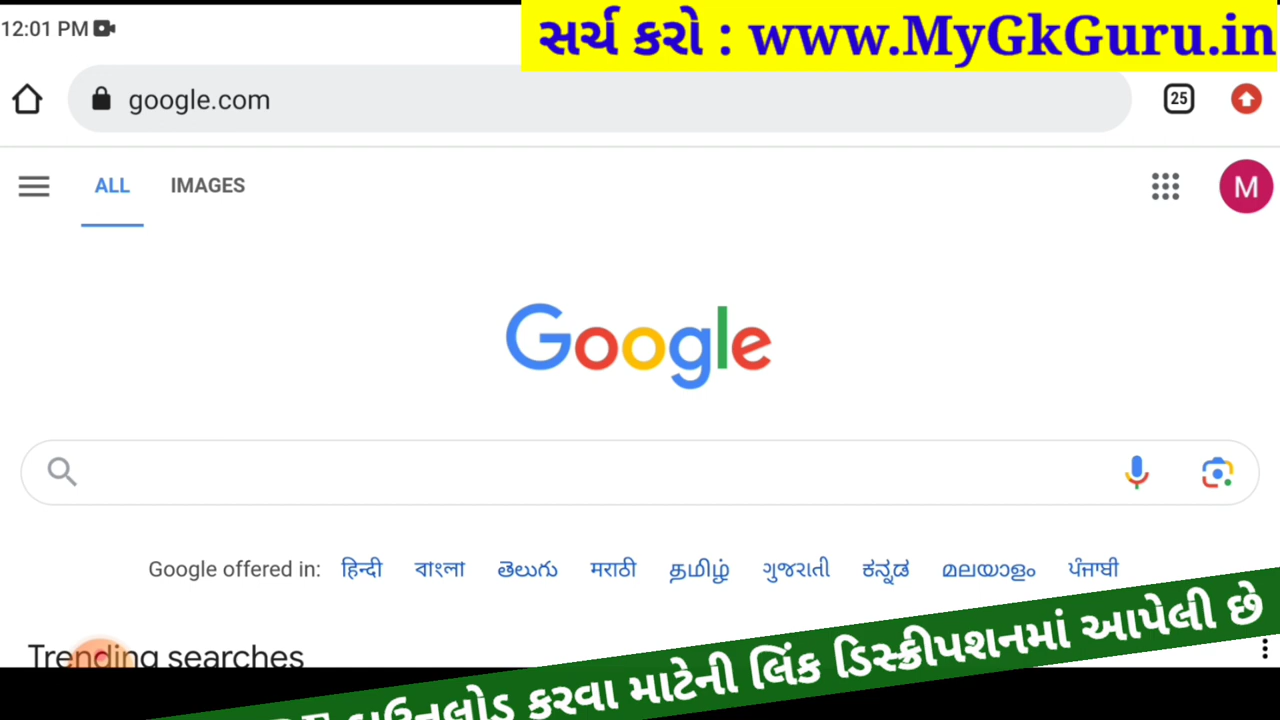 12:01 PM
સર્ચ કરો : www.MyGkGuru.in
google.com
25
ALL IMAGES
M
Google
Google offered in: हिन्दी বাংলা తెలుగు मराठी தமிழ் ગુજરાતી ಕನ್ನಡ മലയാളം ਪੰਜਾਬੀ
Trending searches
કરવા માટેની લિંક ડિસ્ક્રીપશનમાં આપેલી છે